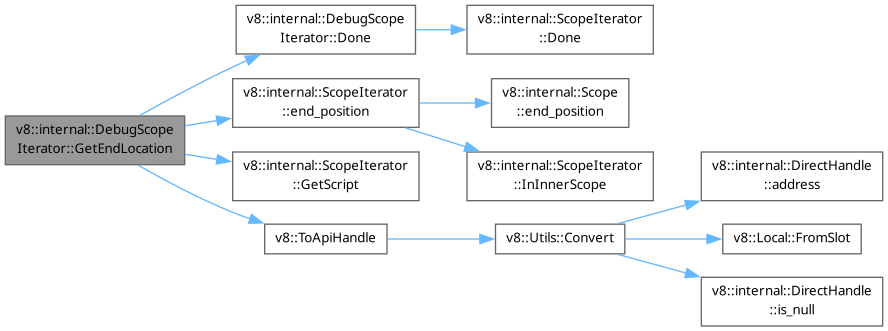 v8::internal::DebugScope
Iterator::GetEndLocation
v8::internal::DebugScope
Iterator::Done
v8::internal::ScopeIterator
::Done
v8::internal::ScopeIterator
::end_position
v8::internal::Scope
::end_position
v8::internal::ScopeIterator
::InInnerScope
v8::internal::ScopeIterator
::GetScript
v8::ToApiHandle
v8::Utils::Convert
v8::internal::DirectHandle
::address
v8::Local::FromSlot
v8::internal::DirectHandle
::is_null